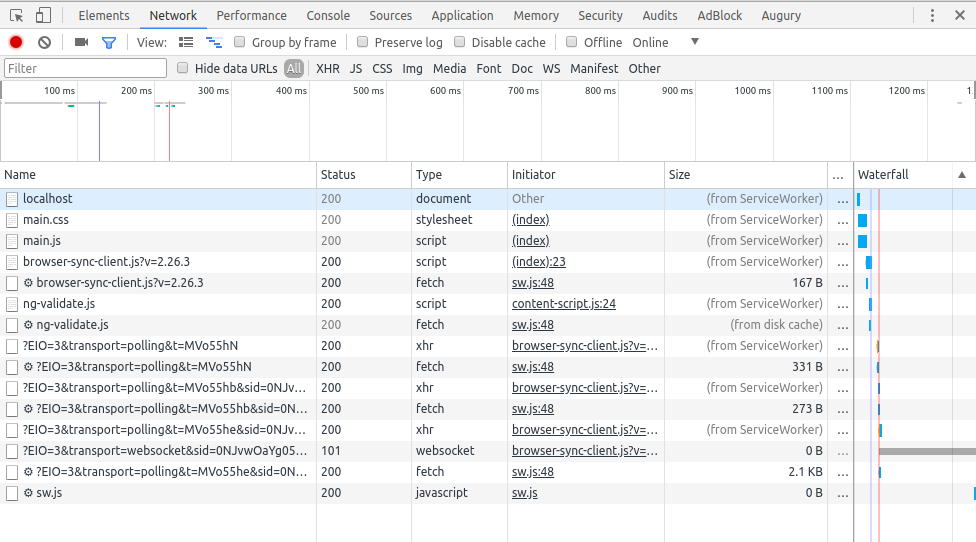 Elements Network Performance Console Sources Application Memory Security Audits AdBlock Augury
View: Group by frame Preserve log Disable cache Offline Online
Filter Hide data URLs All XHR JS CSS Img Media Font Doc WS Manifest Other
100 ms 200 ms 300 ms 400 ms 500 ms 600 ms 700 ms 800 ms 900 ms 1000 ms 1100 ms 1200 ms 1
Name Status Type Initiator Size ... Waterfall
localhost 200 document Other (from ServiceWorker) ...
main.css 200 stylesheet (index) (from ServiceWorker) ...
main.js 200 script (index) (from ServiceWorker) ...
browser-sync-client.js?v=2.26.3 200 script (index):23 (from ServiceWorker) ...
browser-sync-client.js?v=2.26.3 200 fetch sw.js:48 167 B ...
ng-validate.js 200 script content-script.js:24 (from ServiceWorker) ...
ng-validate.js 200 fetch sw.js:48 (from disk cache) ...
?EIO=3&transport=polling&t=MVo55hN 200 xhr browser-sync-client.js?v=... (from ServiceWorker) ...
?EIO=3&transport=polling&t=MVo55hN 200 fetch sw.js:48 331 B ...
?EIO=3&transport=polling&t=MVo55hb&sid=0NJv... 200 xhr browser-sync-client.js?v=... (from ServiceWorker) ...
?EIO=3&transport=polling&t=MVo55hb&sid=0N... 200 fetch sw.js:48 273 B ...
?EIO=3&transport=polling&t=MVo55he&sid=0NJv... 200 xhr browser-sync-client.js?v=... (from ServiceWorker) ...
?EIO=3&transport=websocket&sid=0NJvwOaYg05... 101 websocket browser-sync-client.js?v=... 0 B ...
?EIO=3&transport=polling&t=MVo55he&sid=0N... 200 fetch sw.js:48 2.1 KB ...
sw.js 200 javascript sw.js 0 B ...